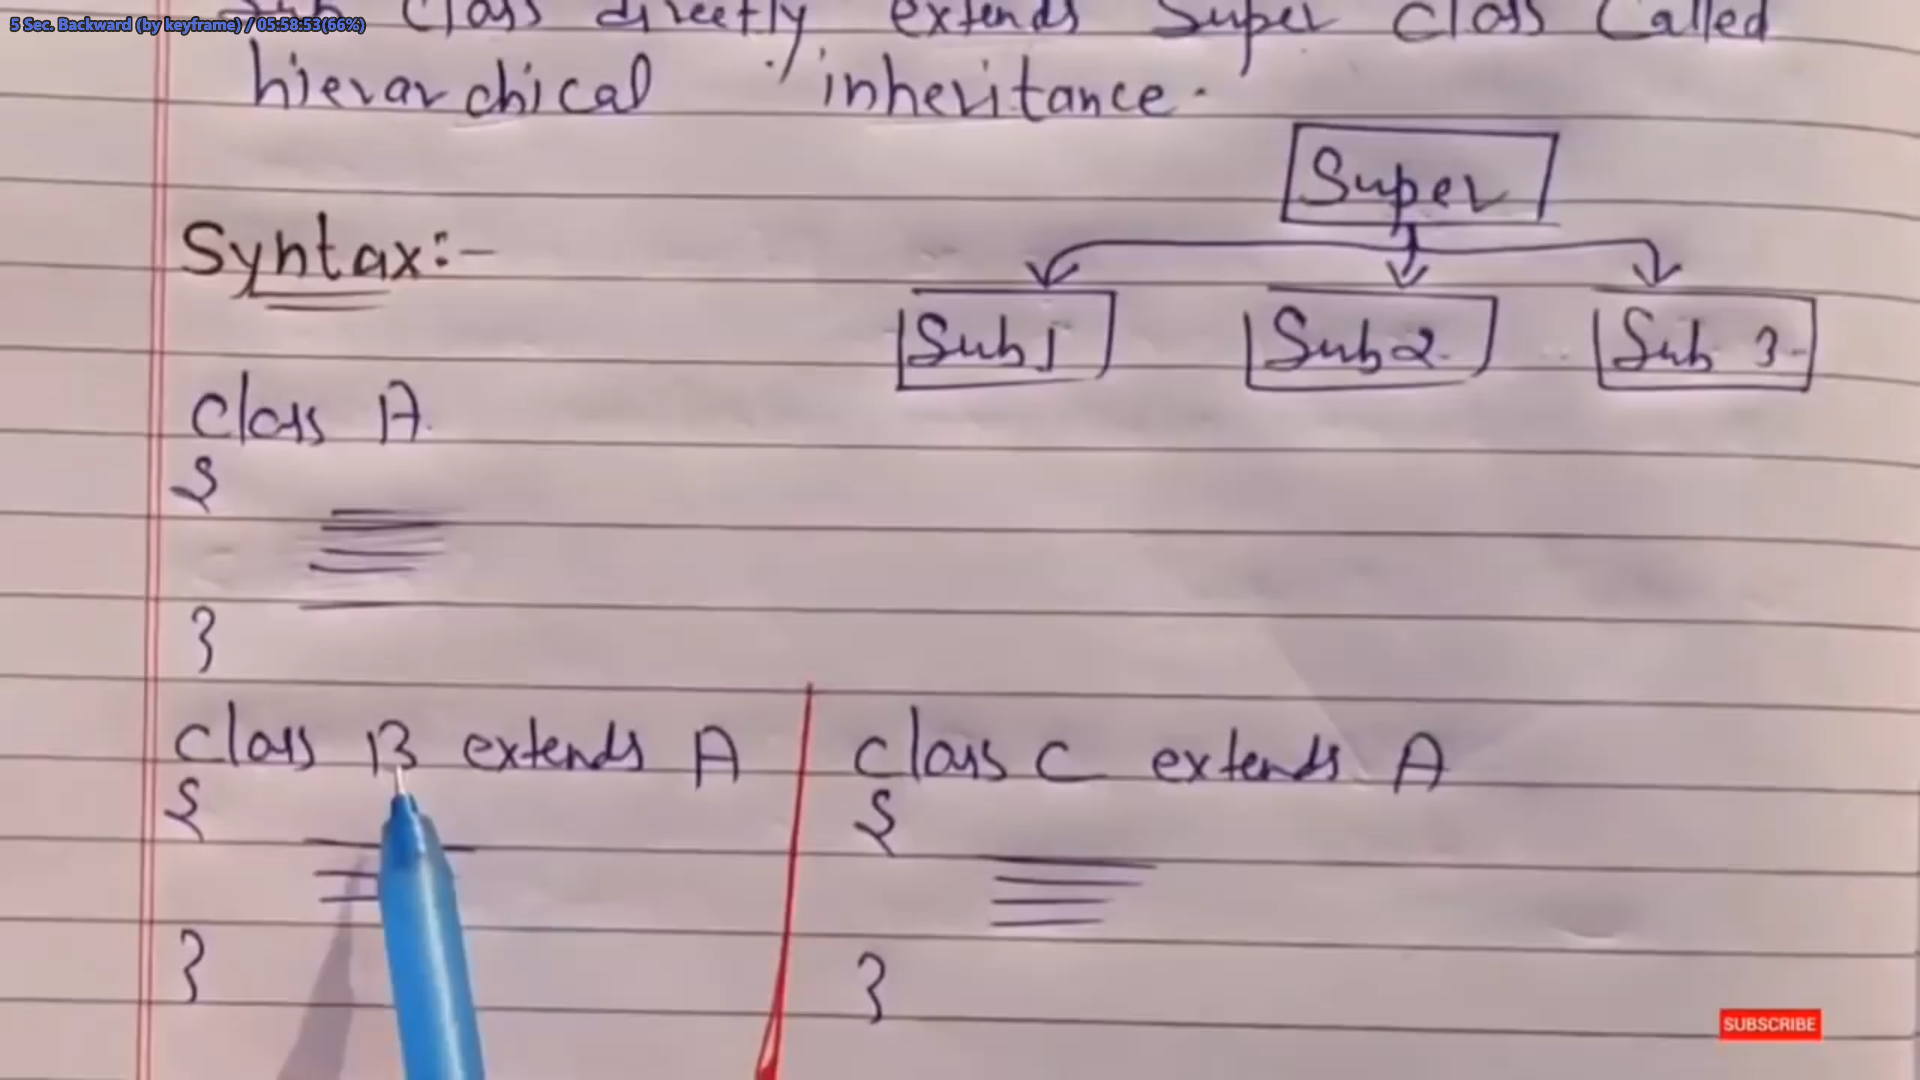 5 Sec. Backward (by keyframe) / 05:58:53(66%)
Sub Class directly extends Super Class Called
hierarchical inheritance.
Super
Syntax:-
Sub1 Sub2 Sub 3
Class A
{
}
Class B extends A
{
}
Class C extends A
{
}
SUBSCRIBE